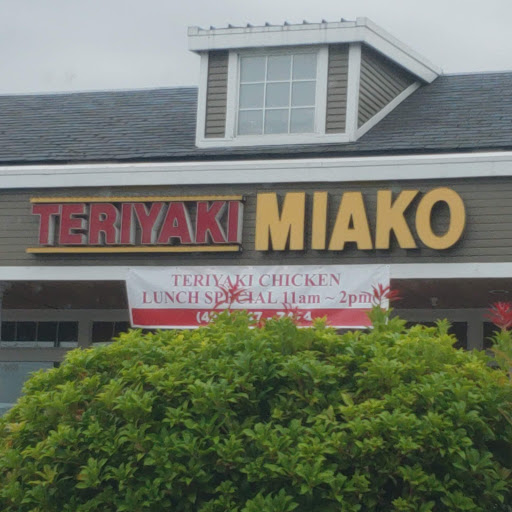 TERIYAKI MIAKO
TERIYAKI CHICKEN
LUNCH SPECIAL 11am ~ 2pm